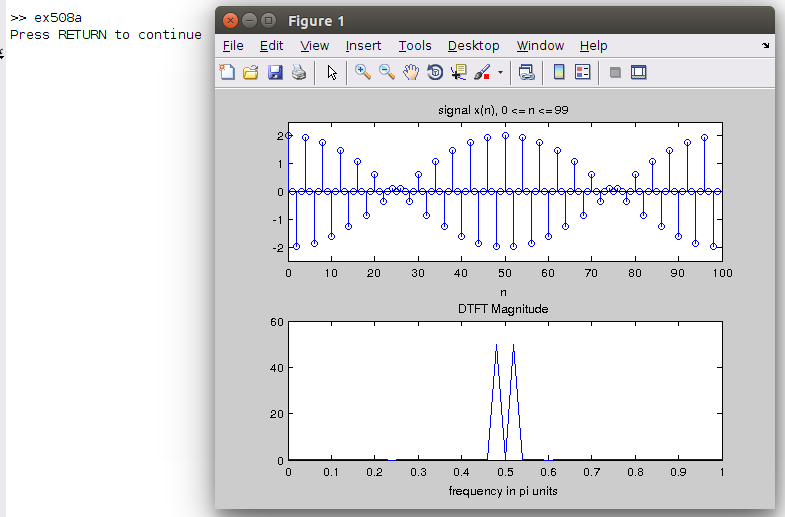 >> ex508a
Press RETURN to continue
Figure 1
File Edit View Insert Tools Desktop Window Help
signal x(n), 0 <= n <=99
2
1
0
-1
-2
0 10 20 30 40 50 60 70 80 90 100
n
DTFT Magnitude
60
40
20
0
0 0.1 0.2 0.3 0.4 0.5 0.6 0.7 0.8 0.9 1
frequency in pi units